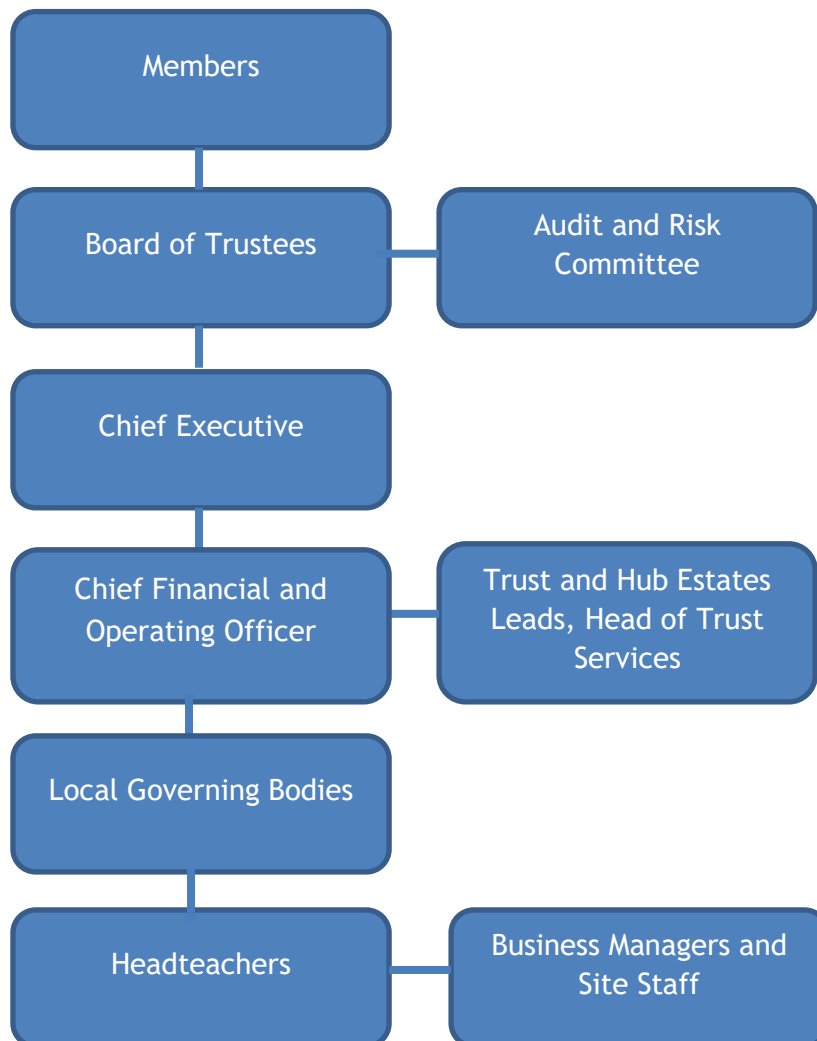 Members
Board of Trustees
Audit and Risk
Committee
Chief Executive
Chief Financial and
Operating Officer
Trust and Hub Estates
Leads, Head of Trust
Services
Local Governing Bodies
Headteachers
Business Managers and
Site Staff